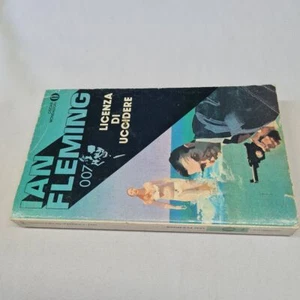 IAN
FLEMING
007
LICENZA
DI
UCCIDERE